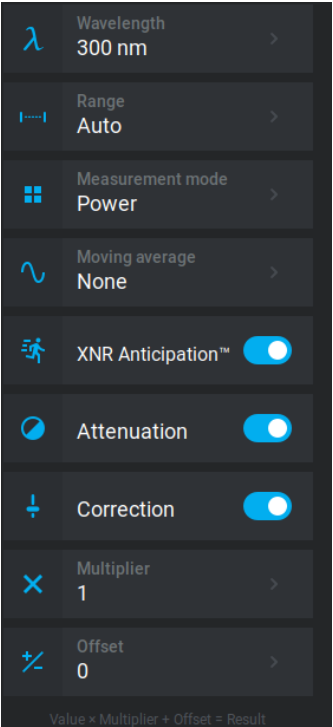 Wavelength
300 nm
Range
Auto
Measurement mode
Power
Moving average
None
XNR Anticipation™
Attenuation
Correction
Multiplier
1
Offset
0
Value × Multiplier + Offset = Result